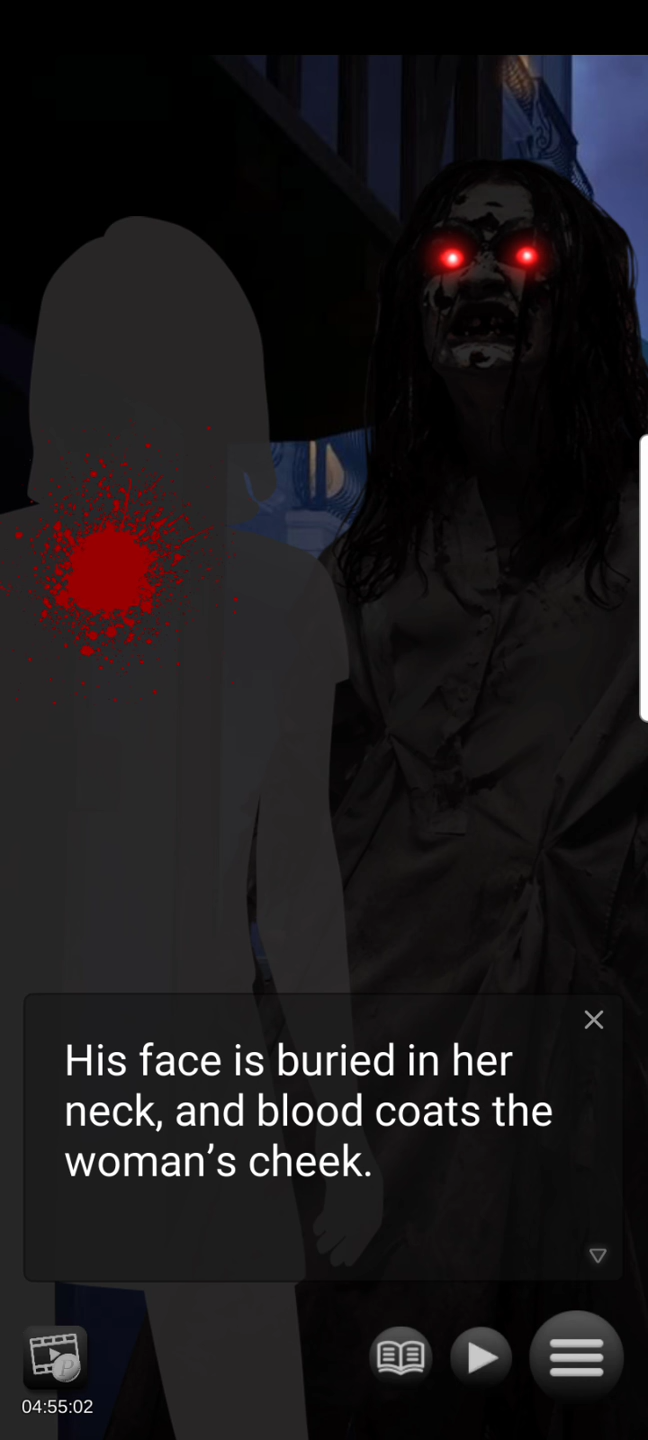 His face is buried in her
neck, and blood coats the
woman’s cheek.
P
04:55:02